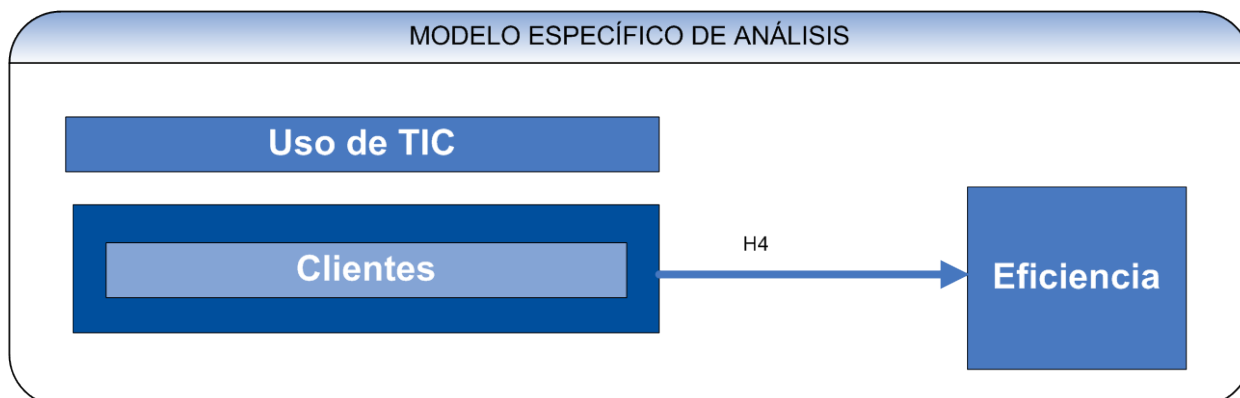 MODELO ESPECÍFICO DE ANÁLISIS
Uso de TIC
Clientes
H4
Eficiencia